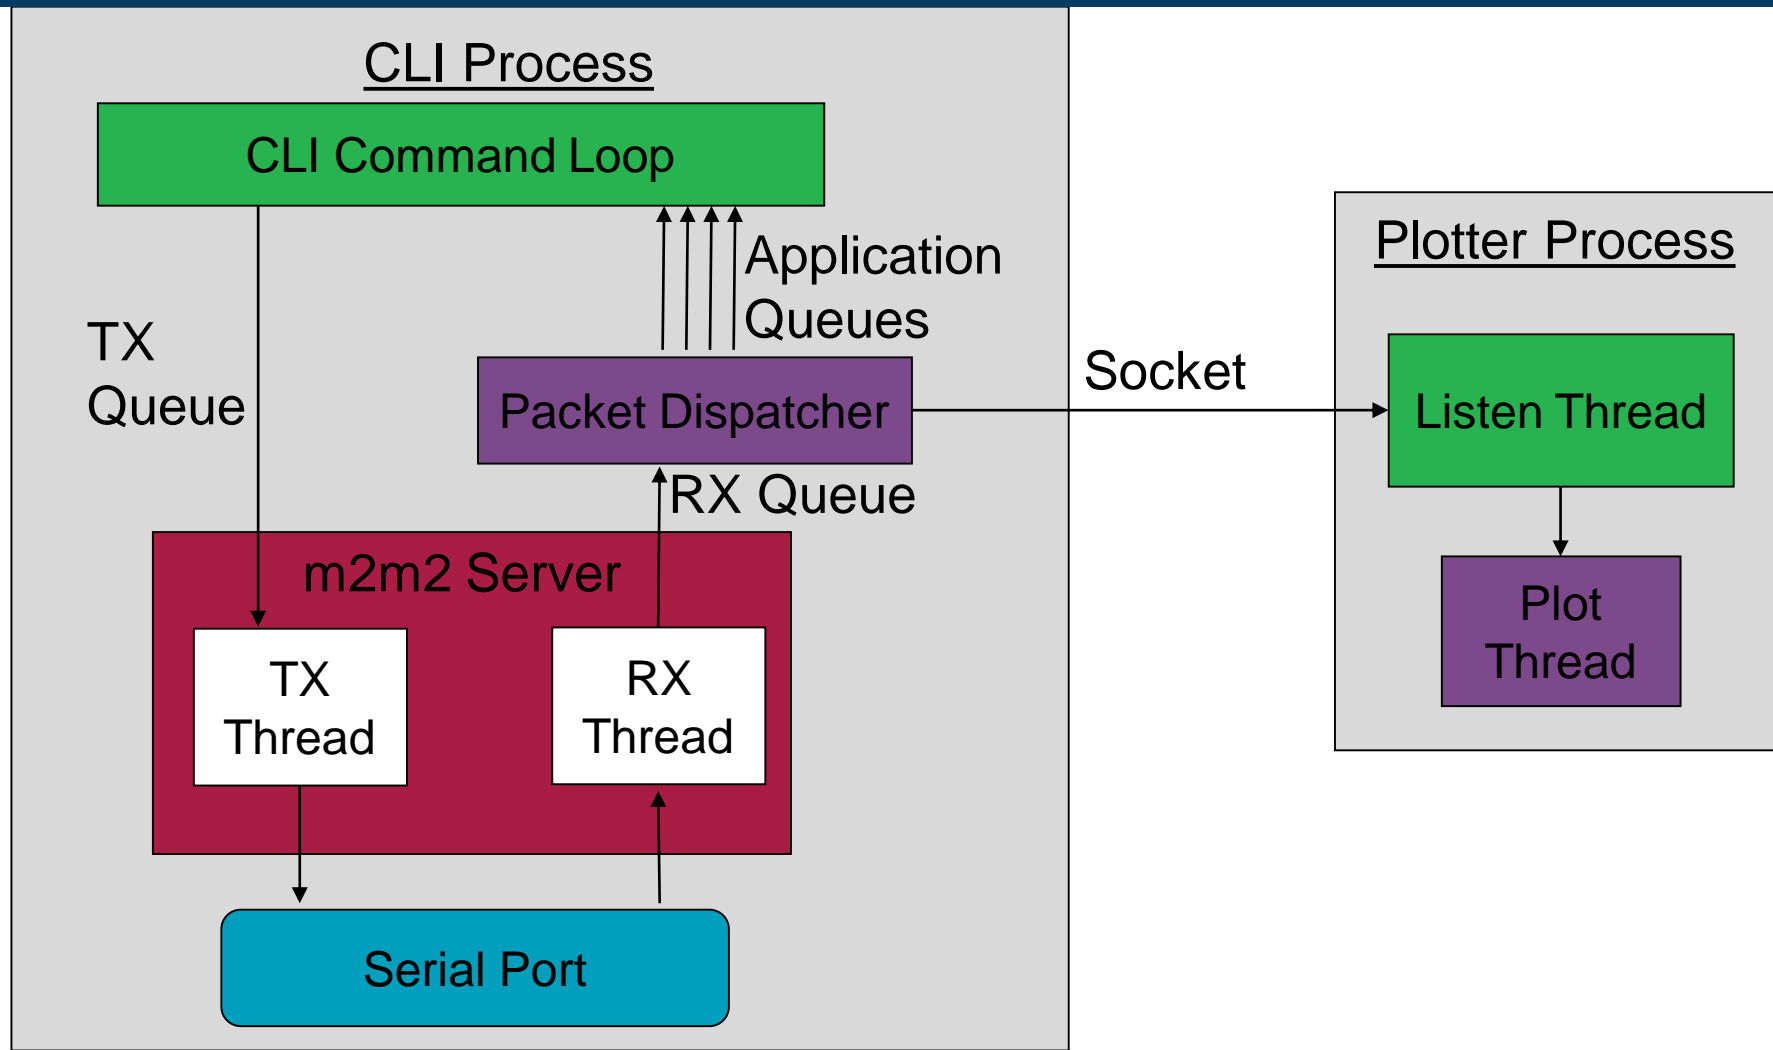 CLI Process
CLI Command Loop
Application
Queues
TX
Queue
Packet Dispatcher
RX Queue
m2m2 Server
TX
Thread
RX
Thread
Serial Port
Socket
Plotter Process
Listen Thread
Plot
Thread